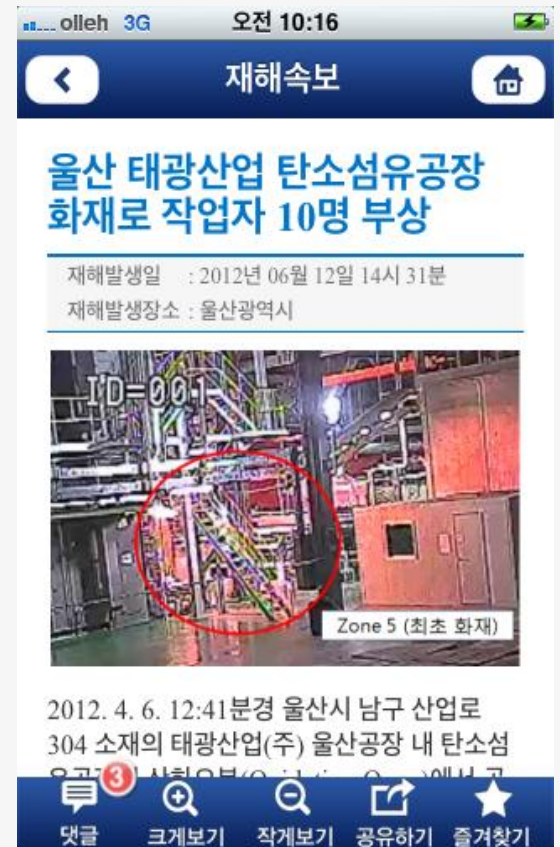 olleh 3G 오전 10:16
재해속보
울산 태광산업 탄소섬유공장
화재로 작업자 10명 부상
재해발생일 : 2012년 06월 12일 14시 31분
재해발생장소 : 울산광역시
ID=001
Zone 5 (최초 화재)
2012. 4. 6. 12:41분경 울산시 남구 산업로
304 소재의 태광산업(주) 울산공장 내 탄소섬
3
댓글 크게보기 작게보기 공유하기 즐겨찾기